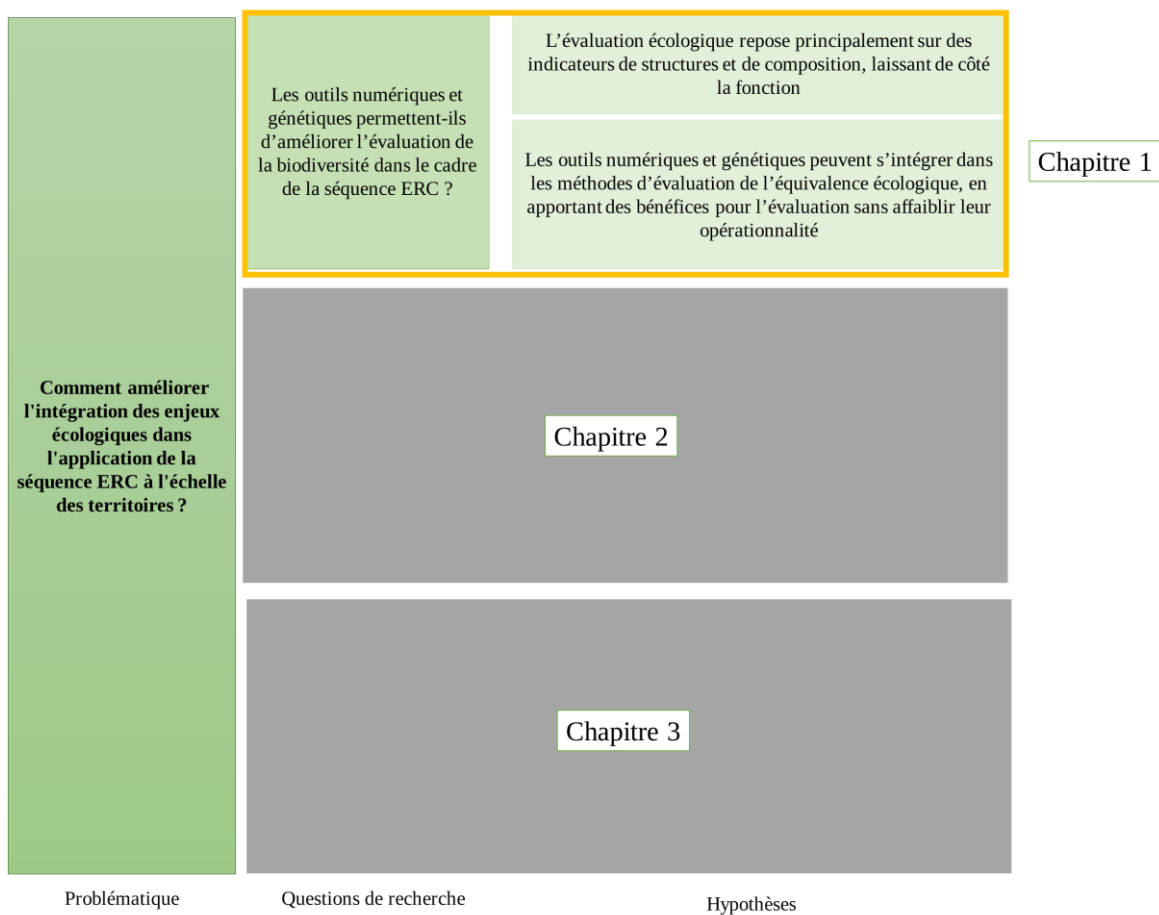 Comment améliorer
l'intégration des enjeux
écologiques dans
l'application de la
séquence ERC à l'échelle
des territoires ?
Les outils numériques et
génétiques permettent-ils
d’améliorer l’évaluation de
la biodiversité dans le cadre
de la séquence ERC ?
L’évaluation écologique repose principalement sur des
indicateurs de structures et de composition, laissant de côté
la fonction
Les outils numériques et génétiques peuvent s’intégrer dans
les méthodes d’évaluation de l’équivalence écologique, en
apportant des bénéfices pour l’évaluation sans affaiblir leur
opérationnalité
Chapitre 1
Chapitre 2
Chapitre 3
Problématique
Questions de recherche
Hypothèses